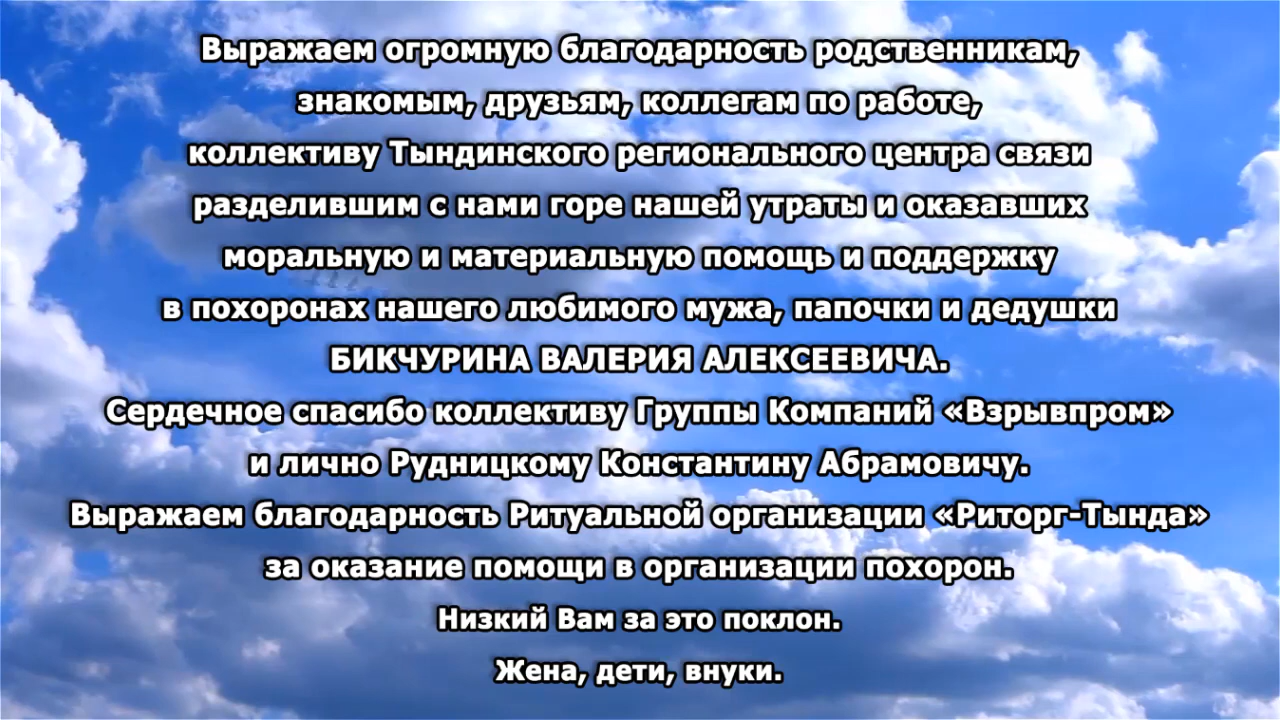 Выражаем огромную благодарность родственникам,
знакомым, друзьям, коллегам по работе,
коллективу Тындинского регионального центра связи
разделившим с нами горе нашей утраты и оказавших
моральную и материальную помощь и поддержку
в похоронах нашего любимого мужа, папочки и дедушки
БИКЧУРИНА ВАЛЕРИЯ АЛЕКСЕЕВИЧА.
Сердечное спасибо коллективу Группы Компаний «Взрывпром»
и лично Рудницкому Константину Абрамовичу.
Выражаем благодарность Ритуальной организации «Риторг-Тында»
за оказание помощи в организации похорон.
Низкий Вам за это поклон.
Жена, дети, внуки.